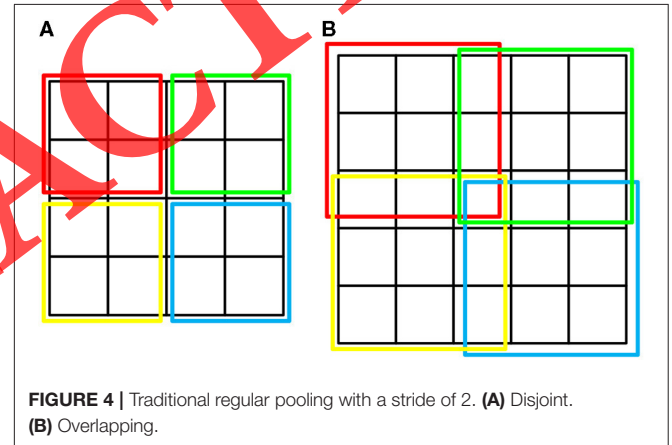 A
B
FIGURE 4 | Traditional regular pooling with a stride of 2. (A) Disjoint.
(B) Overlapping.